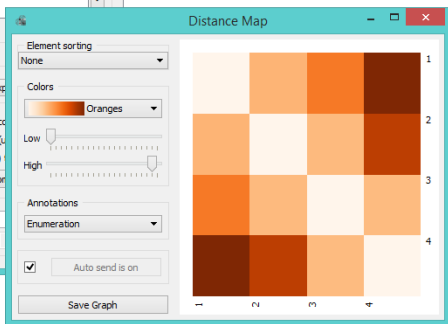 Distance Map
Element sorting
None
Colors
Oranges
Low
High
Annotations
Enumeration
Auto send is on
Save Graph
1
2
3
4
1
2
3
4